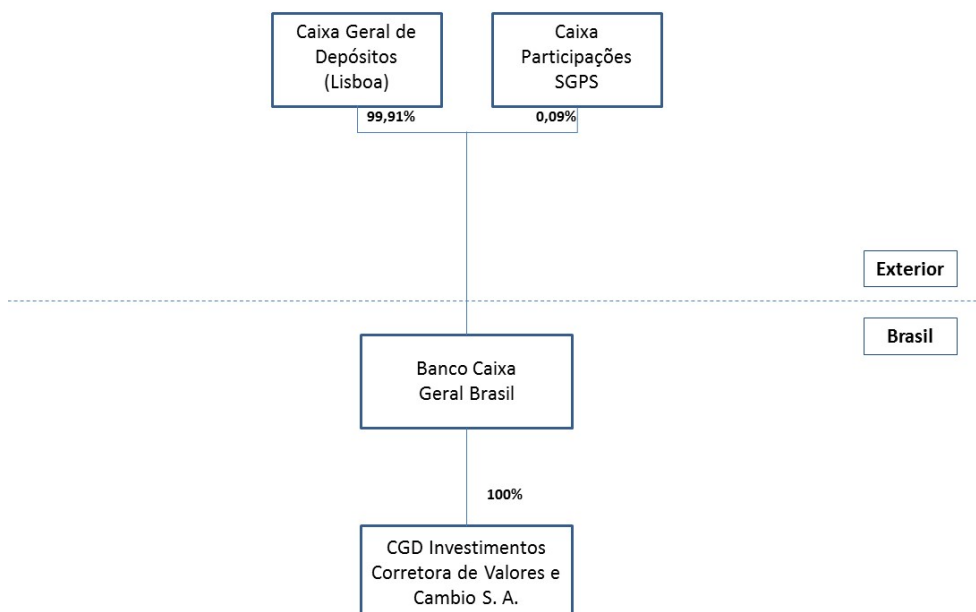 Caixa Geral de
Depósitos
(Lisboa)
Caixa
Participações
SGPS
99,91%
0,09%
Exterior
Brasil
Banco Caixa
Geral Brasil
100%
CGD Investimentos
Corretora de Valores e
Cambio S. A.